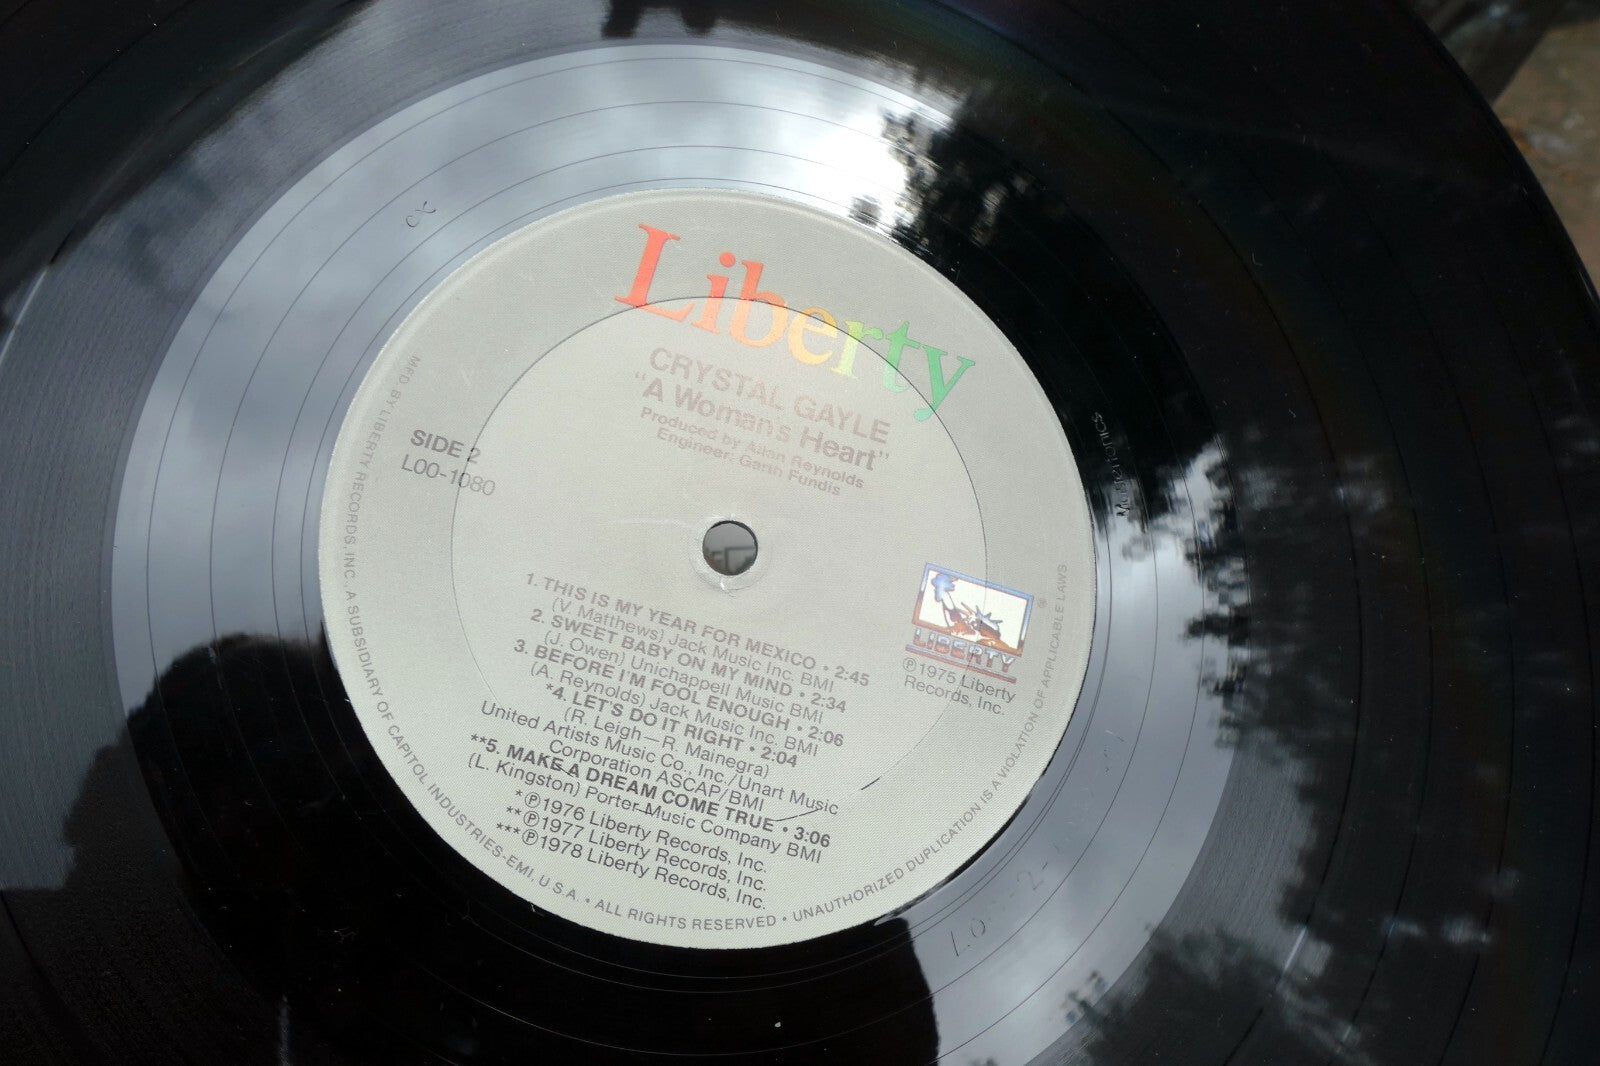 Liberty
CRYSTAL GAYLE
"A Woman's Heart"
Produced by Allen Reynolds
Engineer: Garth Fundis
SIDE 2
LOO-1080
1. THIS IS MY YEAR FOR MEXICO • 2:45
(V. Matthews) Jack Music Inc. BMI
2. SWEET BABY ON MY MIND • 2:34
(J. Owen) Unichappell Music BMI
3. BEFORE I'M FOOL ENOUGH • 2:06
(A. Reynolds) Jack Music Inc. BMI
*4. LET'S DO IT RIGHT • 2:04
(R. Leigh—R. Mainegra)
United Artists Music Co., Inc./Unart Music
Corporation ASCAP/BMI
**5. MAKE A DREAM COME TRUE • 3:06
(L. Kingston) Porter Music Company BMI
*℗1976 Liberty Records, Inc.
**℗1977 Liberty Records, Inc.
***℗1978 Liberty Records, Inc.
LIBERTY
®
℗1975 Liberty
Records, Inc.
MFD. BY LIBERTY RECORDS, INC., A SUBSIDIARY OF CAPITOL INDUSTRIES-EMI, U.S.A. • ALL RIGHTS RESERVED • UNAUTHORIZED DUPLICATION IS A VIOLATION OF APPLICABLE LAWS